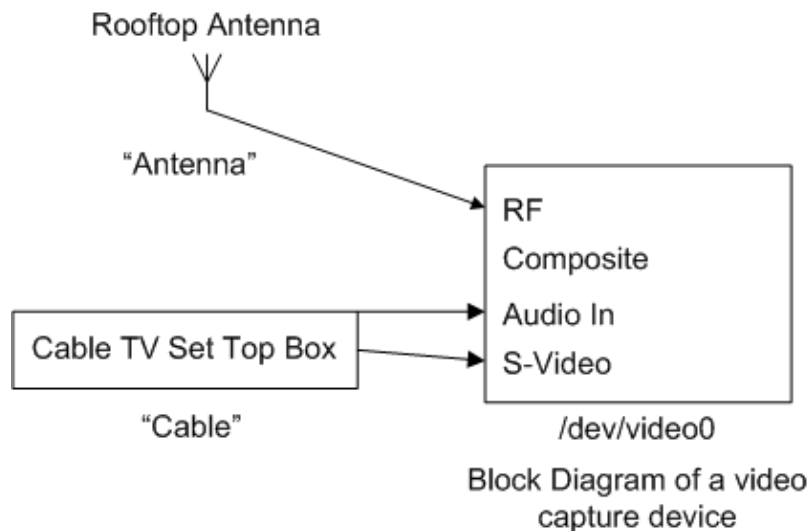 Rooftop Antenna
“Antenna”
RF
Composite
Audio In
S-Video
Cable TV Set Top Box
“Cable”
/dev/video0
Block Diagram of a video
capture device